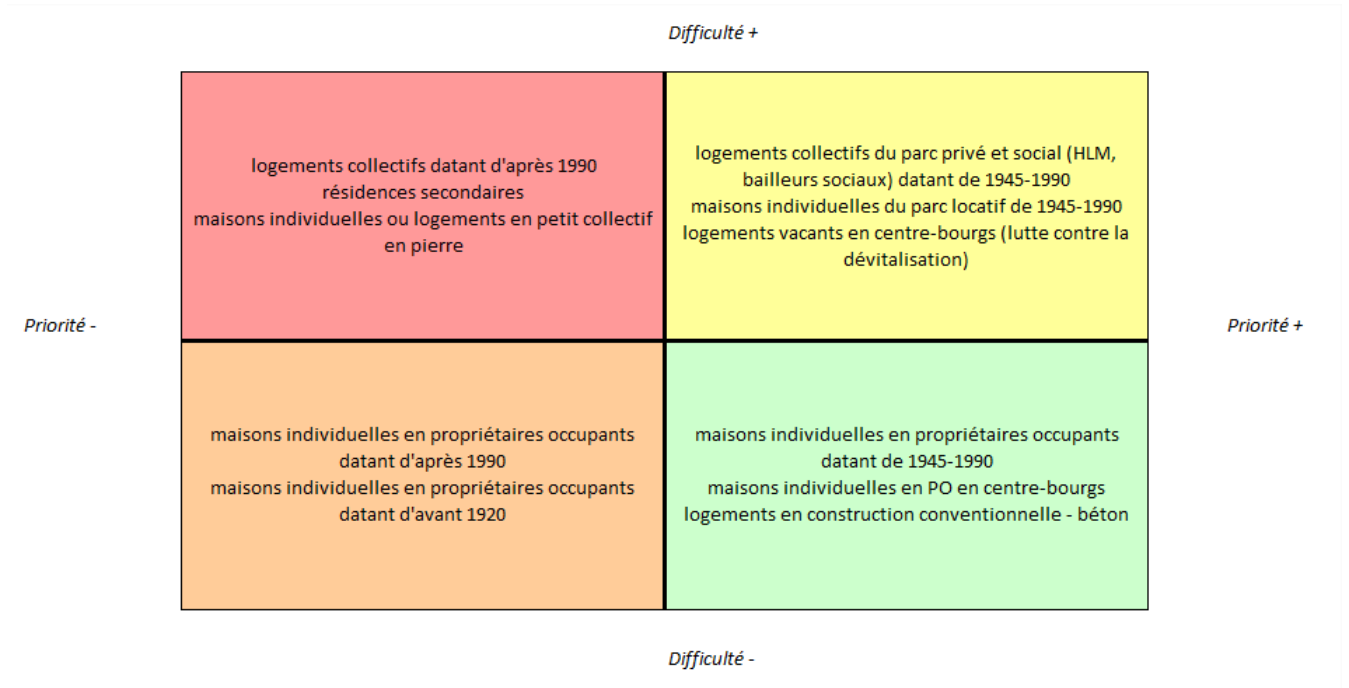 Difficulté +
logements collectifs datant d'après 1990
résidences secondaires
maisons individuelles ou logements en petit collectif
en pierre
logements collectifs du parc privé et social (HLM,
bailleurs sociaux) datant de 1945-1990
maisons individuelles du parc locatif de 1945-1990
logements vacants en centre-bourgs (lutte contre la
dévitalisation)
Priorité -
Priorité +
maisons individuelles en propriétaires occupants
datant d'après 1990
maisons individuelles en propriétaires occupants
datant d'avant 1920
maisons individuelles en propriétaires occupants
datant de 1945-1990
maisons individuelles en PO en centre-bourgs
logements en construction conventionnelle - béton
Difficulté -